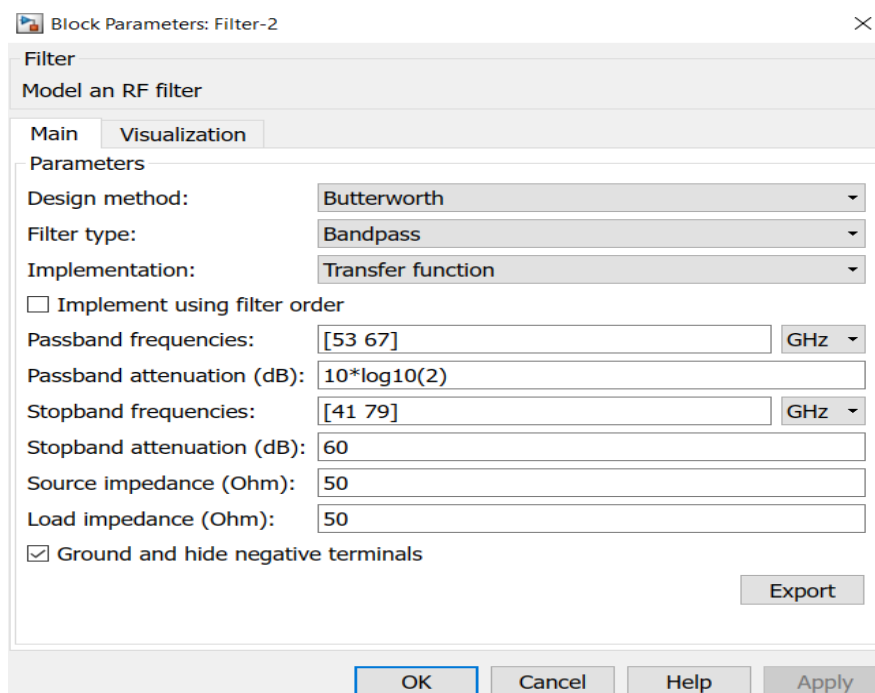 Block Parameters: Filter-2
Filter
Model an RF filter
Main Visualization
Parameters
Design method: Butterworth
Filter type: Bandpass
Implementation: Transfer function
Implement using filter order
Passband frequencies: [53 67] GHz
Passband attenuation (dB): 10*log10(2)
Stopband frequencies: [41 79] GHz
Stopband attenuation (dB): 60
Source impedance (Ohm): 50
Load impedance (Ohm): 50
Ground and hide negative terminals
Export
OK Cancel Help Apply